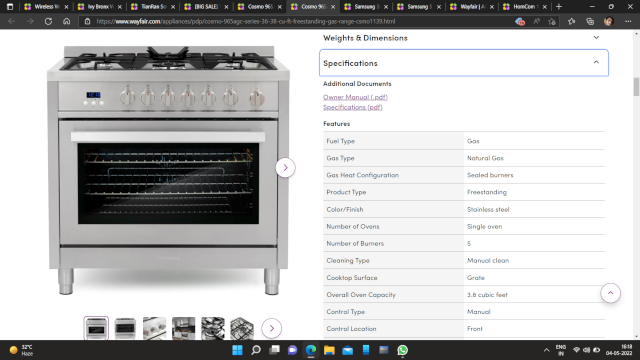 Wireless W
Ivy Bronx V
TianRan So
[BIG SALE]
Cosmo 96
Cosmo 965
Samsung 3
Samsung S
Wayfair | A
HomCom
https://www.wayfair.com/appliances/pdp/cosmo-965age-series-36-38-cu-ft-freestanding-gas-range-csmo1139.html
Weights & Dimensions
Specifications
Additional Documents
Owner Manual (.pdf)
Specifications (pdf)
Features
Fuel Type Gas
Gas Type Natural Gas
Gas Heat Configuration Sealed burners
Product Type Freestanding
Color/Finish Stainless steel
Number of Ovens Single oven
Number of Burners 5
Cleaning Type Manual clean
Cooktop Surface Grate
Overall Oven Capacity 3.8 cubic feet
Control Type Manual
Control Location Front
32°C
Haze
ENG
IN
16:18
04-05-2022